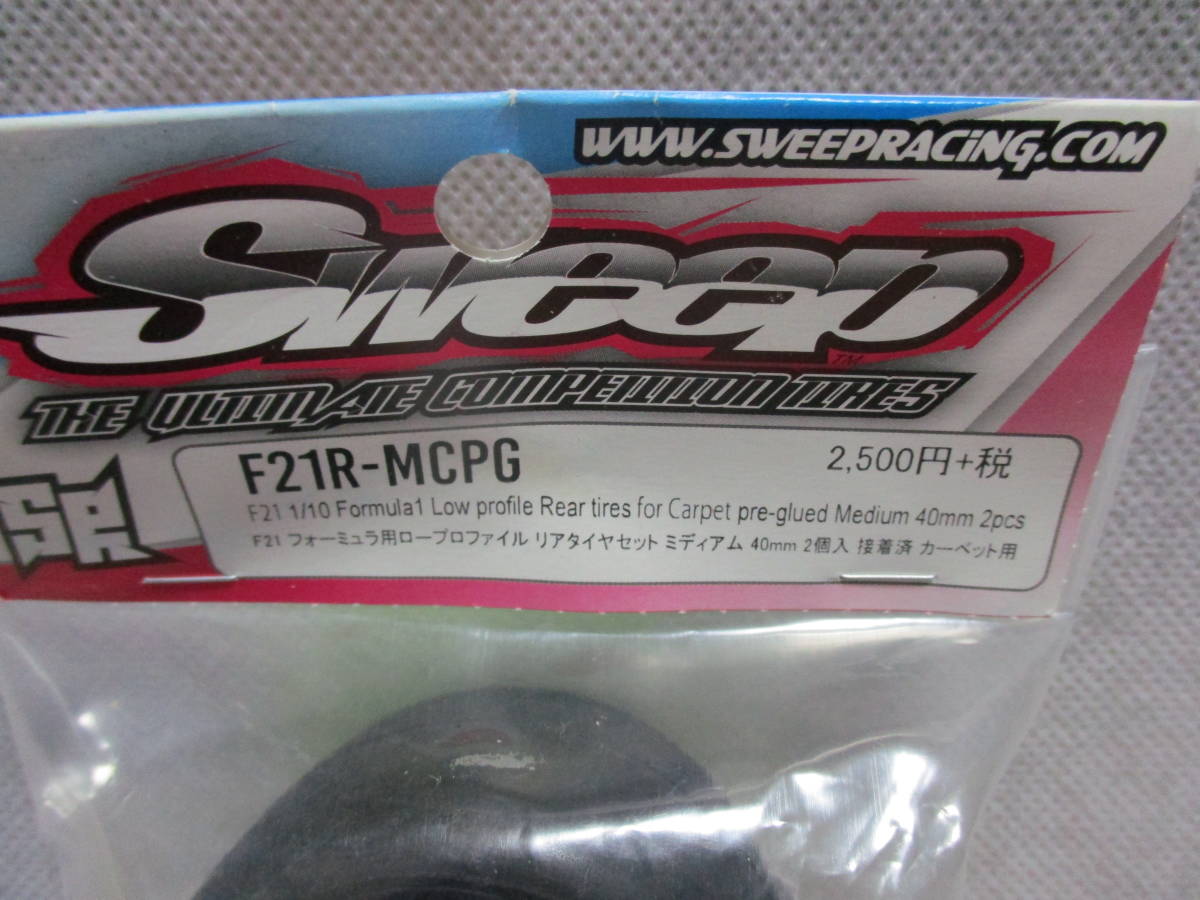 WWW.SWEEPRACING.COM
Sweep
TM
THE ULTIMATE COMPETITION TIRES
SR
F21R-MCPG
2,500円+税
F21 1/10 Formula1 Low profile Rear tires for Carpet pre-glued Medium 40mm 2pcs
F21 フォーミュラ用ロープロファイル リアタイヤセット ミディアム 40mm 2個入 接着済 カーペット用